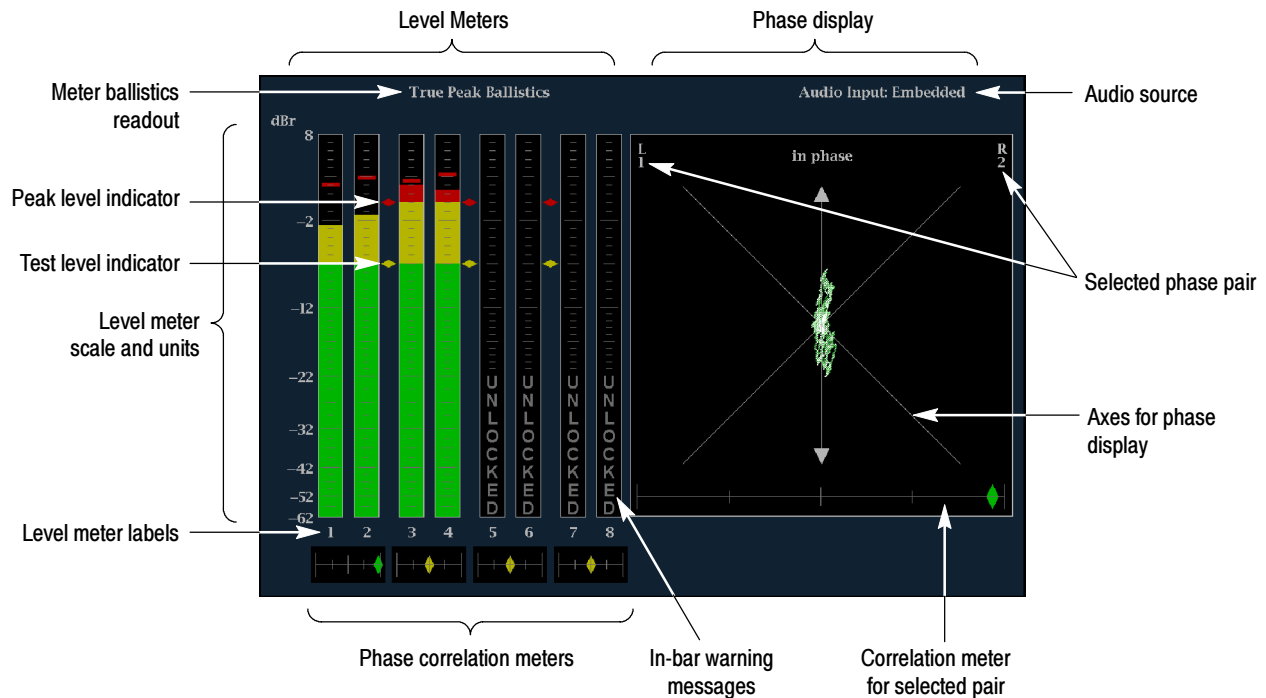 Level Meters
Phase display
Meter ballistics
readout
True Peak Ballistics
Audio Input: Embedded
Audio source
dBr
8
−2
−12
−22
−32
−42
−52
−62
Peak level indicator
Test level indicator
Level meter
scale and units
UNLOCKED
UNLOCKED
UNLOCKED
UNLOCKED
L
1
in phase
R
2
Selected phase pair
Axes for phase
display
Level meter labels
1 2 3 4 5 6 7 8
Phase correlation meters
In-bar warning
messages
Correlation meter
for selected pair